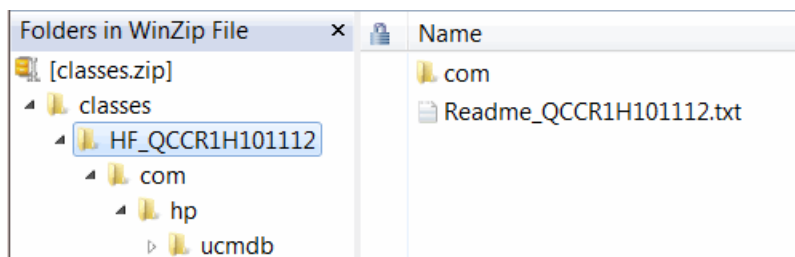 Folders in WinZip File
[classes.zip]
classes
HF_QCCR1H101112
com
hp
ucmdb
Name
com
Readme_QCCR1H101112.txt